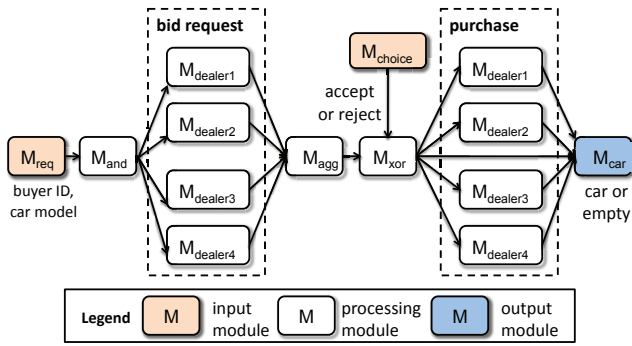 bid request
purchase
M_dealer1
M_choice
M_dealer1
accept
or reject
M_dealer2
M_dealer2
M_req
M_and
M_agg
M_xor
M_car
buyer ID,
car model
M_dealer3
M_dealer3
car or
empty
M_dealer4
M_dealer4
Legend
M
input
module
M
processing
module
M
output
module